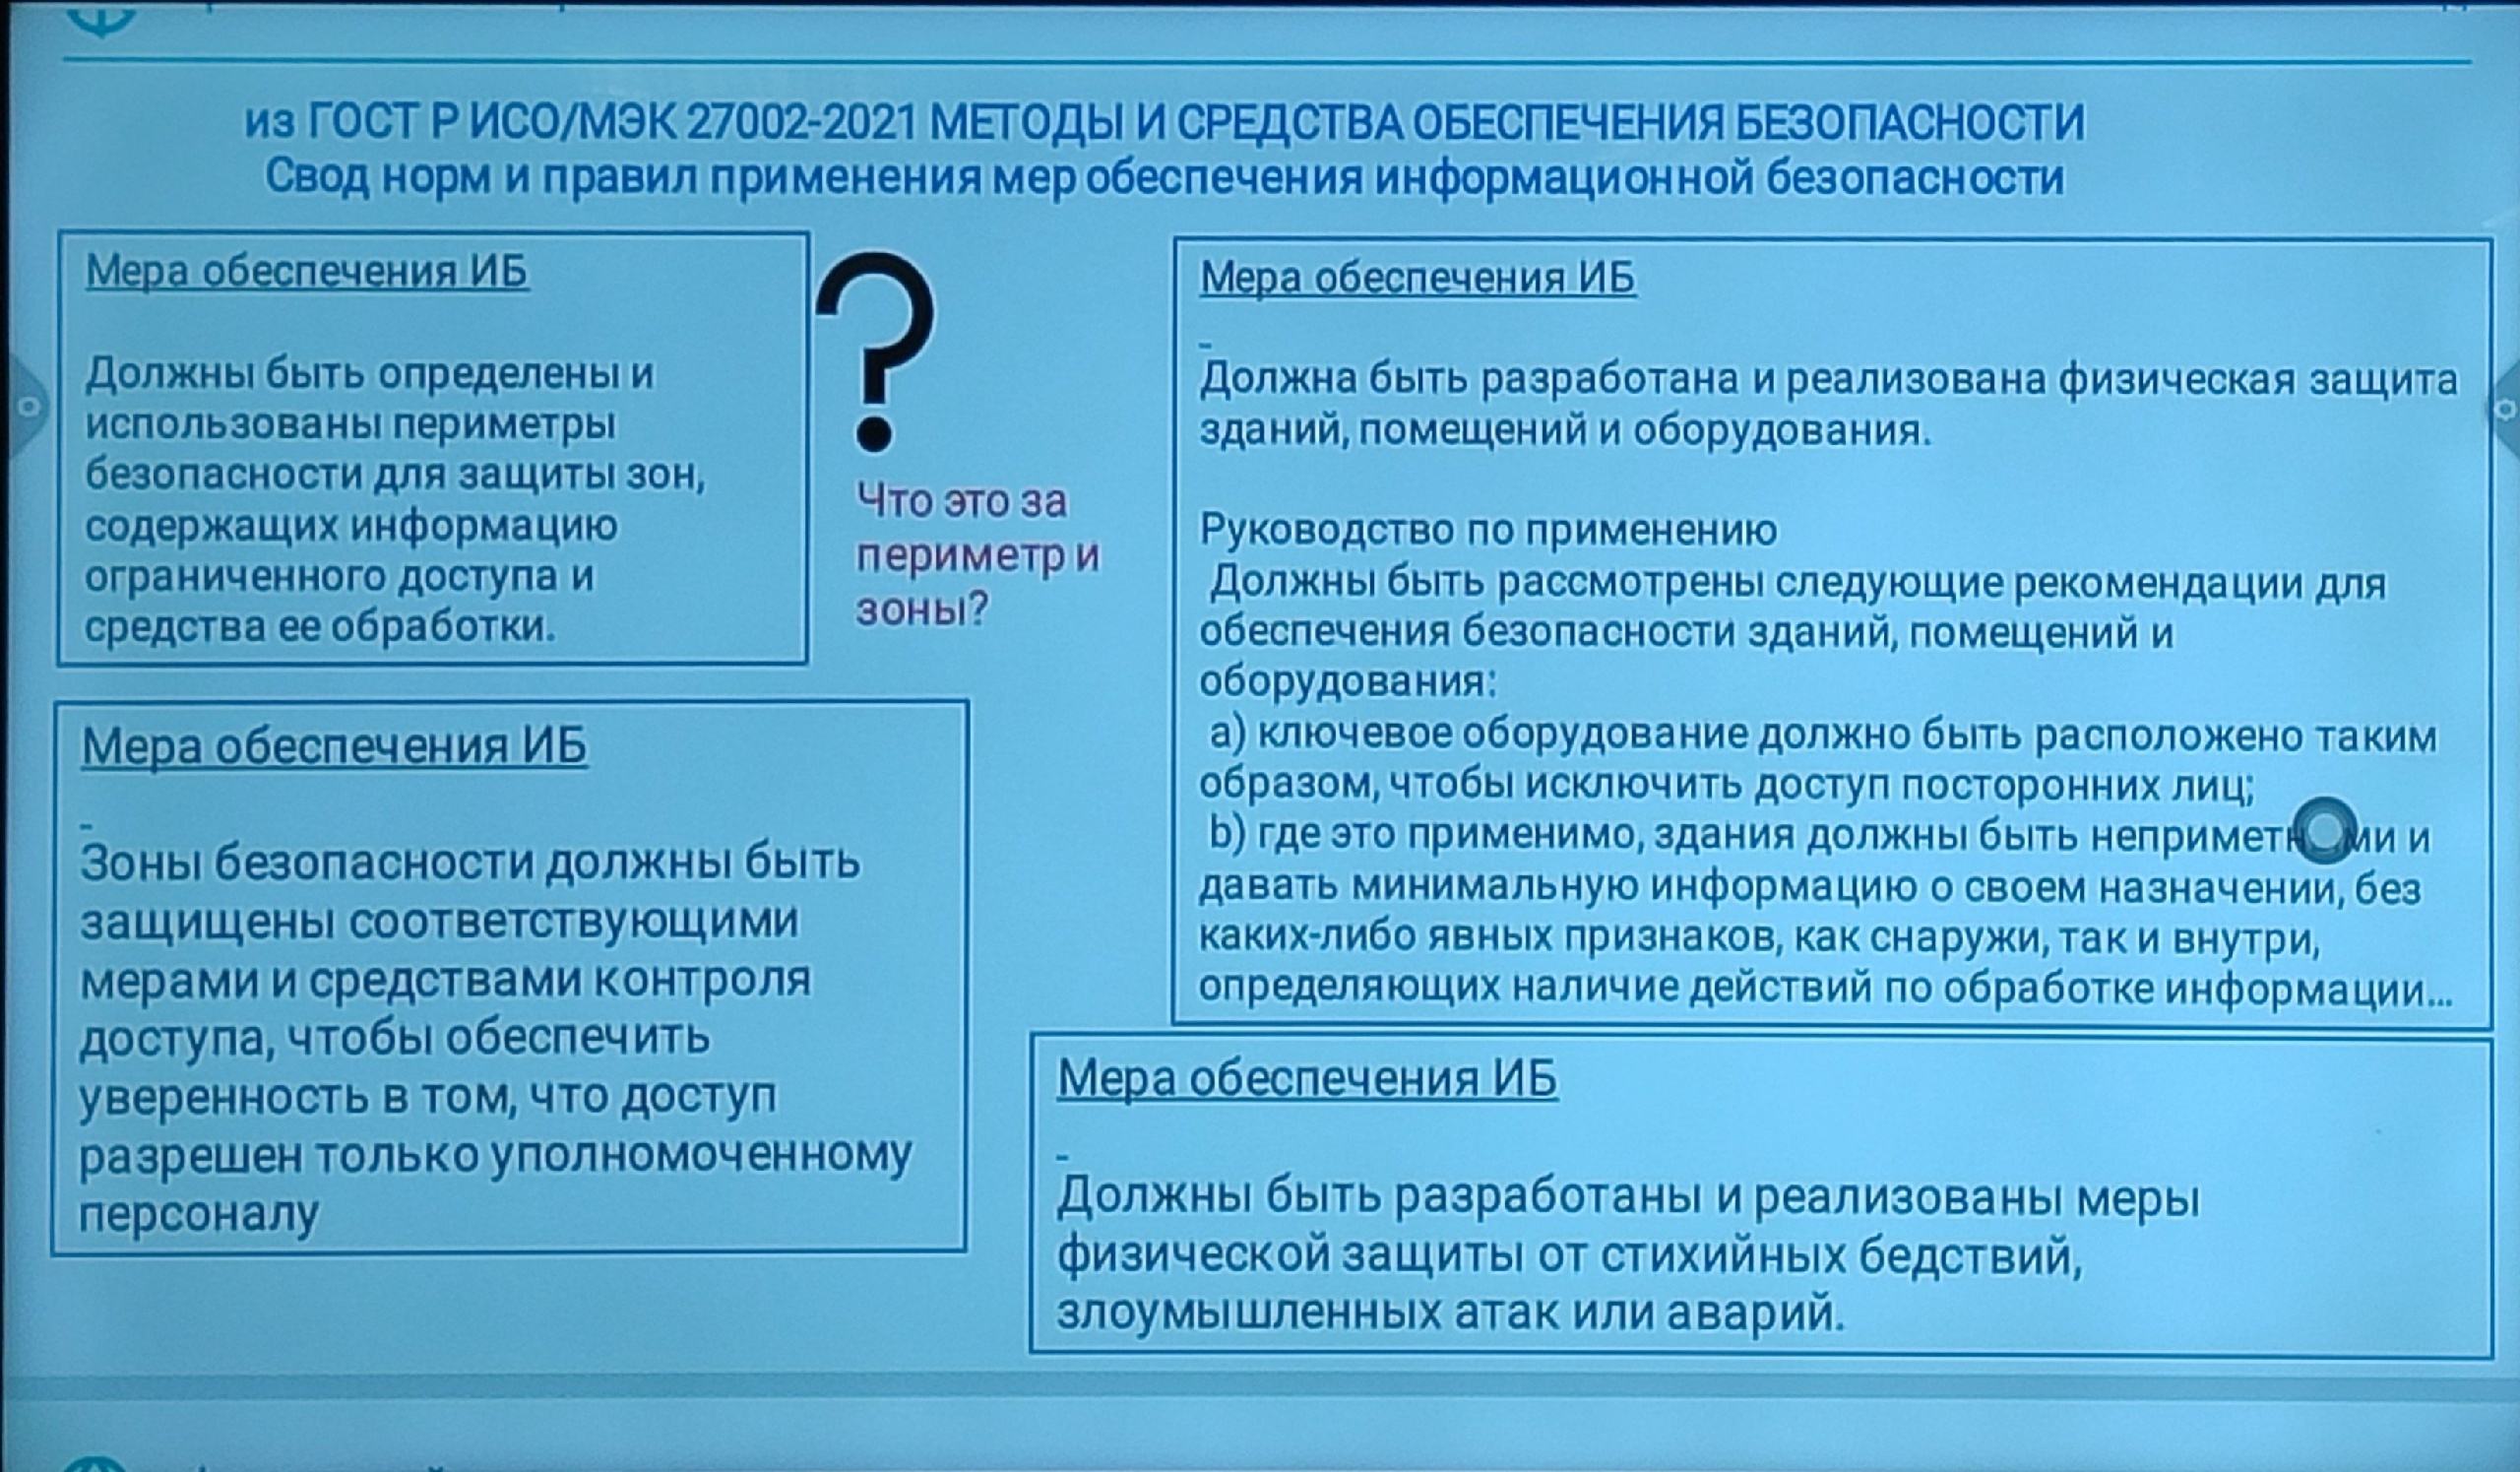 из ГОСТ Р ИСО/МЭК 27002-2021 МЕТОДЫ И СРЕДСТВА ОБЕСПЕЧЕНИЯ БЕЗОПАСНОСТИ
Свод норм и правил применения мер обеспечения информационной безопасности
Мера обеспечения ИБ
Должны быть определены и
использованы периметры
безопасности для защиты зон,
содержащих информацию
ограниченного доступа и
средства ее обработки.
?
Что это за
периметр и
зоны?
Мера обеспечения ИБ
Зоны безопасности должны быть
защищены соответствующими
мерами и средствами контроля
доступа, чтобы обеспечить
уверенность в том, что доступ
разрешен только уполномоченному
персоналу
Мера обеспечения ИБ
Должна быть разработана и реализована физическая защита
зданий, помещений и оборудования.
Руководство по применению
Должны быть рассмотрены следующие рекомендации для
обеспечения безопасности зданий, помещений и
оборудования:
a) ключевое оборудование должно быть расположено таким
образом, чтобы исключить доступ посторонних лиц;
b) где это применимо, здания должны быть неприметными и
давать минимальную информацию о своем назначении, без
каких-либо явных признаков, как снаружи, так и внутри,
определяющих наличие действий по обработке информации...
Мера обеспечения ИБ
Должны быть разработаны и реализованы меры
физической защиты от стихийных бедствий,
злоумышленных атак или аварий.